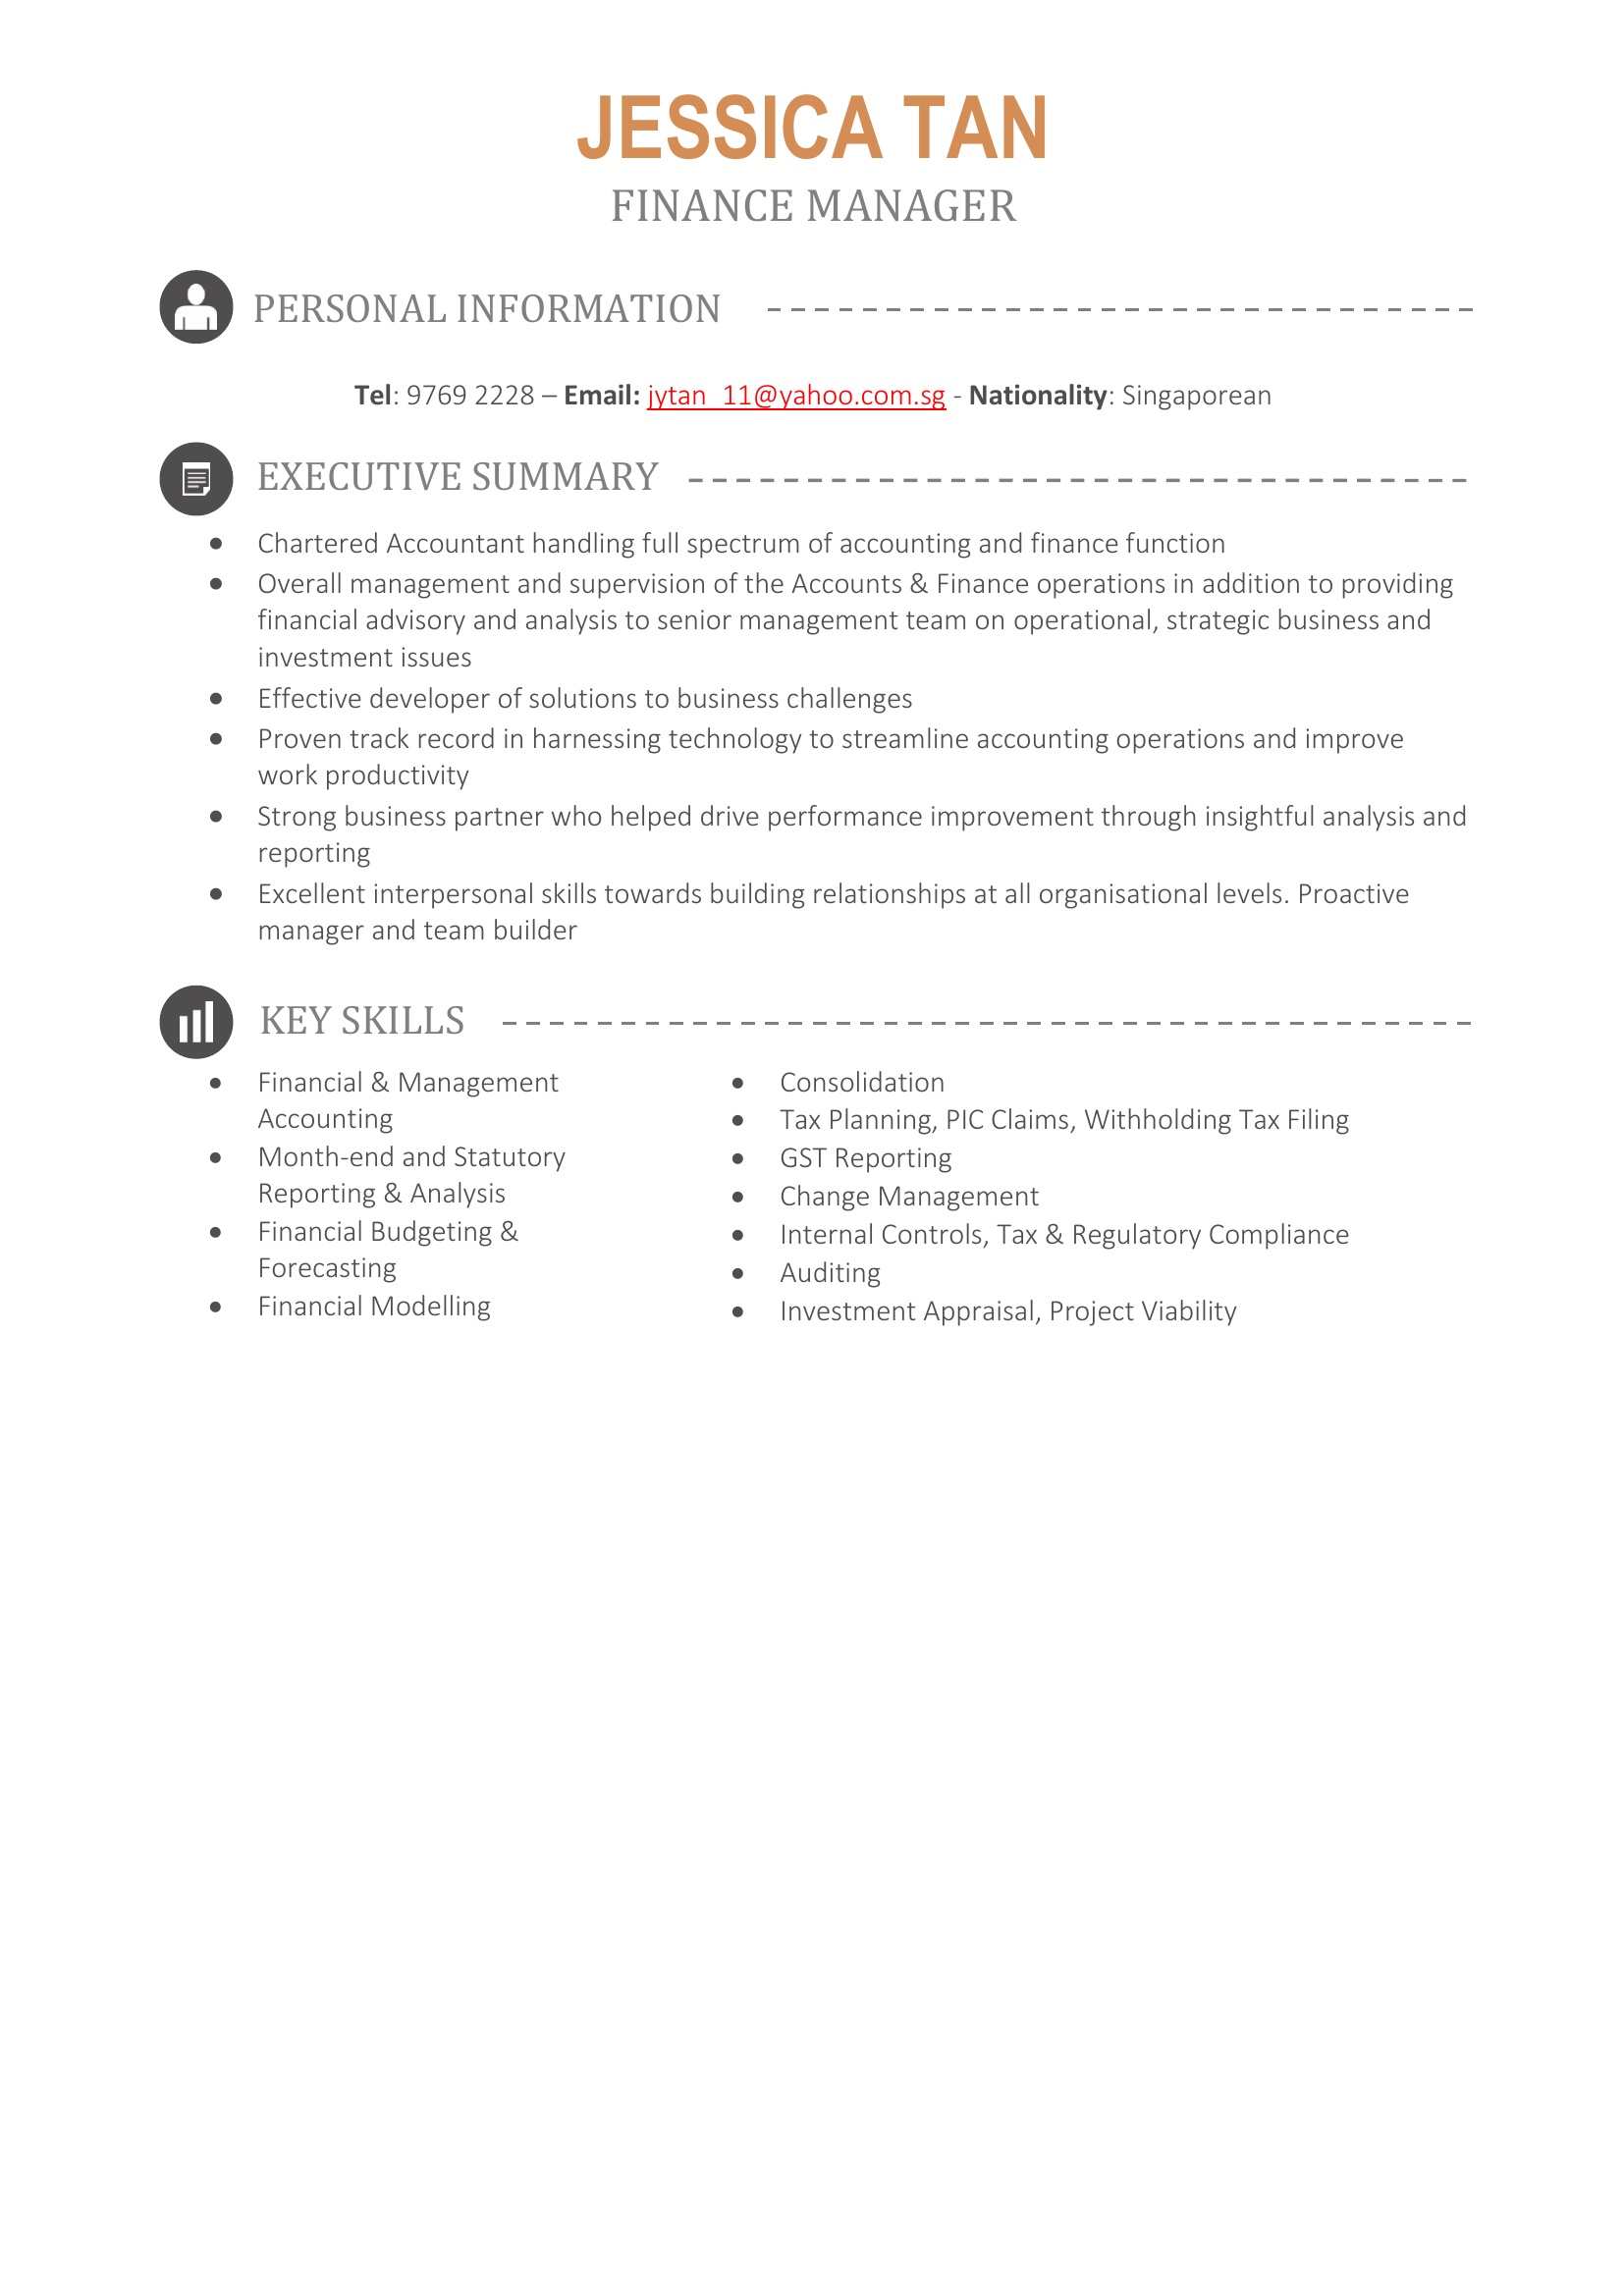 JESSICA TAN
FINANCE MANAGER
PERSONAL INFORMATION
Tel: 9769 2228 – Email: jytan_11@yahoo.com.sg - Nationality: Singaporean
EXECUTIVE SUMMARY
• Chartered Accountant handling full spectrum of accounting and finance function
• Overall management and supervision of the Accounts & Finance operations in addition to providing
financial advisory and analysis to senior management team on operational, strategic business and
investment issues
• Effective developer of solutions to business challenges
• Proven track record in harnessing technology to streamline accounting operations and improve
work productivity
• Strong business partner who helped drive performance improvement through insightful analysis and
reporting
• Excellent interpersonal skills towards building relationships at all organisational levels. Proactive
manager and team builder
KEY SKILLS
• Financial & Management
Accounting
• Month-end and Statutory
Reporting & Analysis
• Financial Budgeting &
Forecasting
• Financial Modelling
• Consolidation
• Tax Planning, PIC Claims, Withholding Tax Filing
• GST Reporting
• Change Management
• Internal Controls, Tax & Regulatory Compliance
• Auditing
• Investment Appraisal, Project Viability